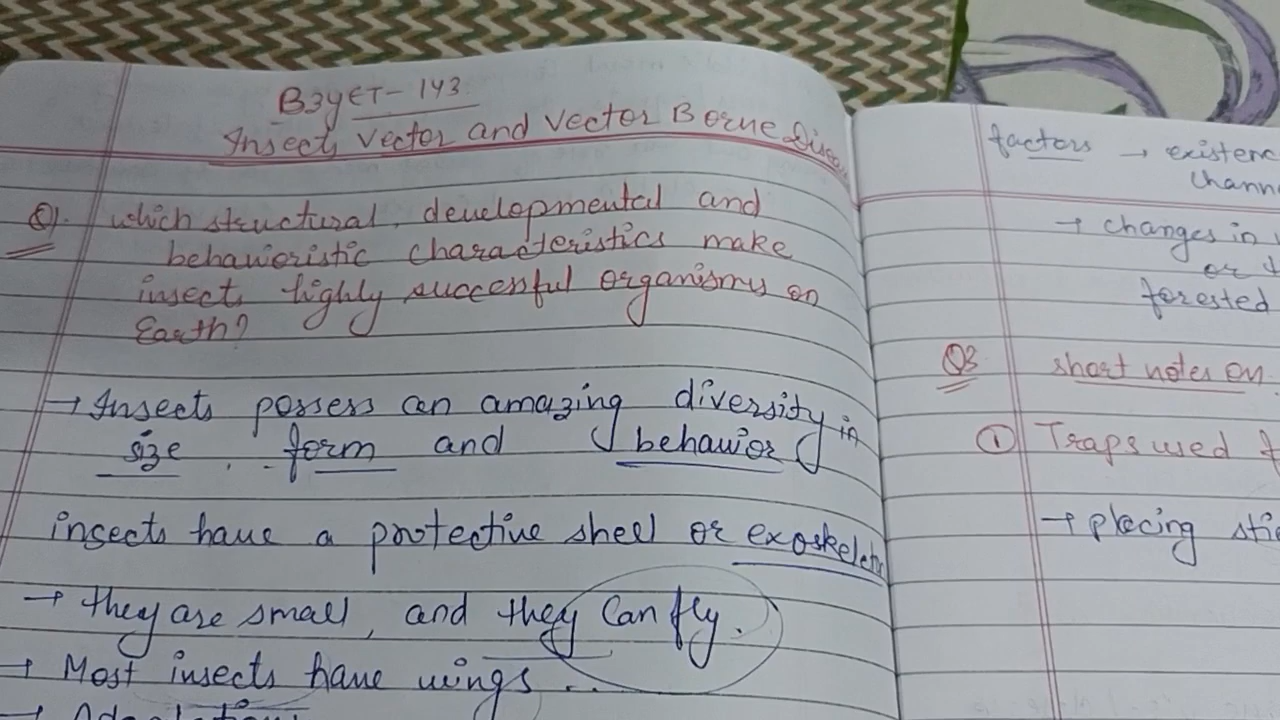 B3yET-143
Insect, Vector and Vector Borne
Q1. which structural, developmental and
behavioristic characteristics make
insects highly successful organisms on
Earth?
→ Insects possess an amazing diversity in
size, form and behavior
insects have a protective shell or exoskeleton
→ they are small, and they can fly.
→ Most insects have wings..
→
factors → existenc
chann
→ changes in
or
forested
Q3 short notes on
① Traps used f
→ placing sti